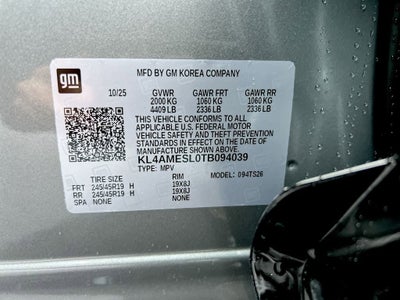 gm
MFD BY GM KOREA COMPANY
10/25 GVWR GAWR FRT GAWR RR
2000 KG 1060 KG 1060 KG
4409 LB 2336 LB 2336 LB
THIS VEHICLE CONFORMS TO ALL
APPLICABLE U.S. FEDERAL MOTOR
VEHICLE SAFETY AND THEFT PREVENTION
STANDARDS IN EFFECT ON THE DATE OF
MANUFACTURE SHOWN ABOVE.
KL4AMESL0TB094039
TYPE: MPV MODEL: 094TS26
TIRE SIZE RIM
FRT 245/45R19 H 19X8J
RR 245/45R19 H 19X8J
SPA NONE NONE